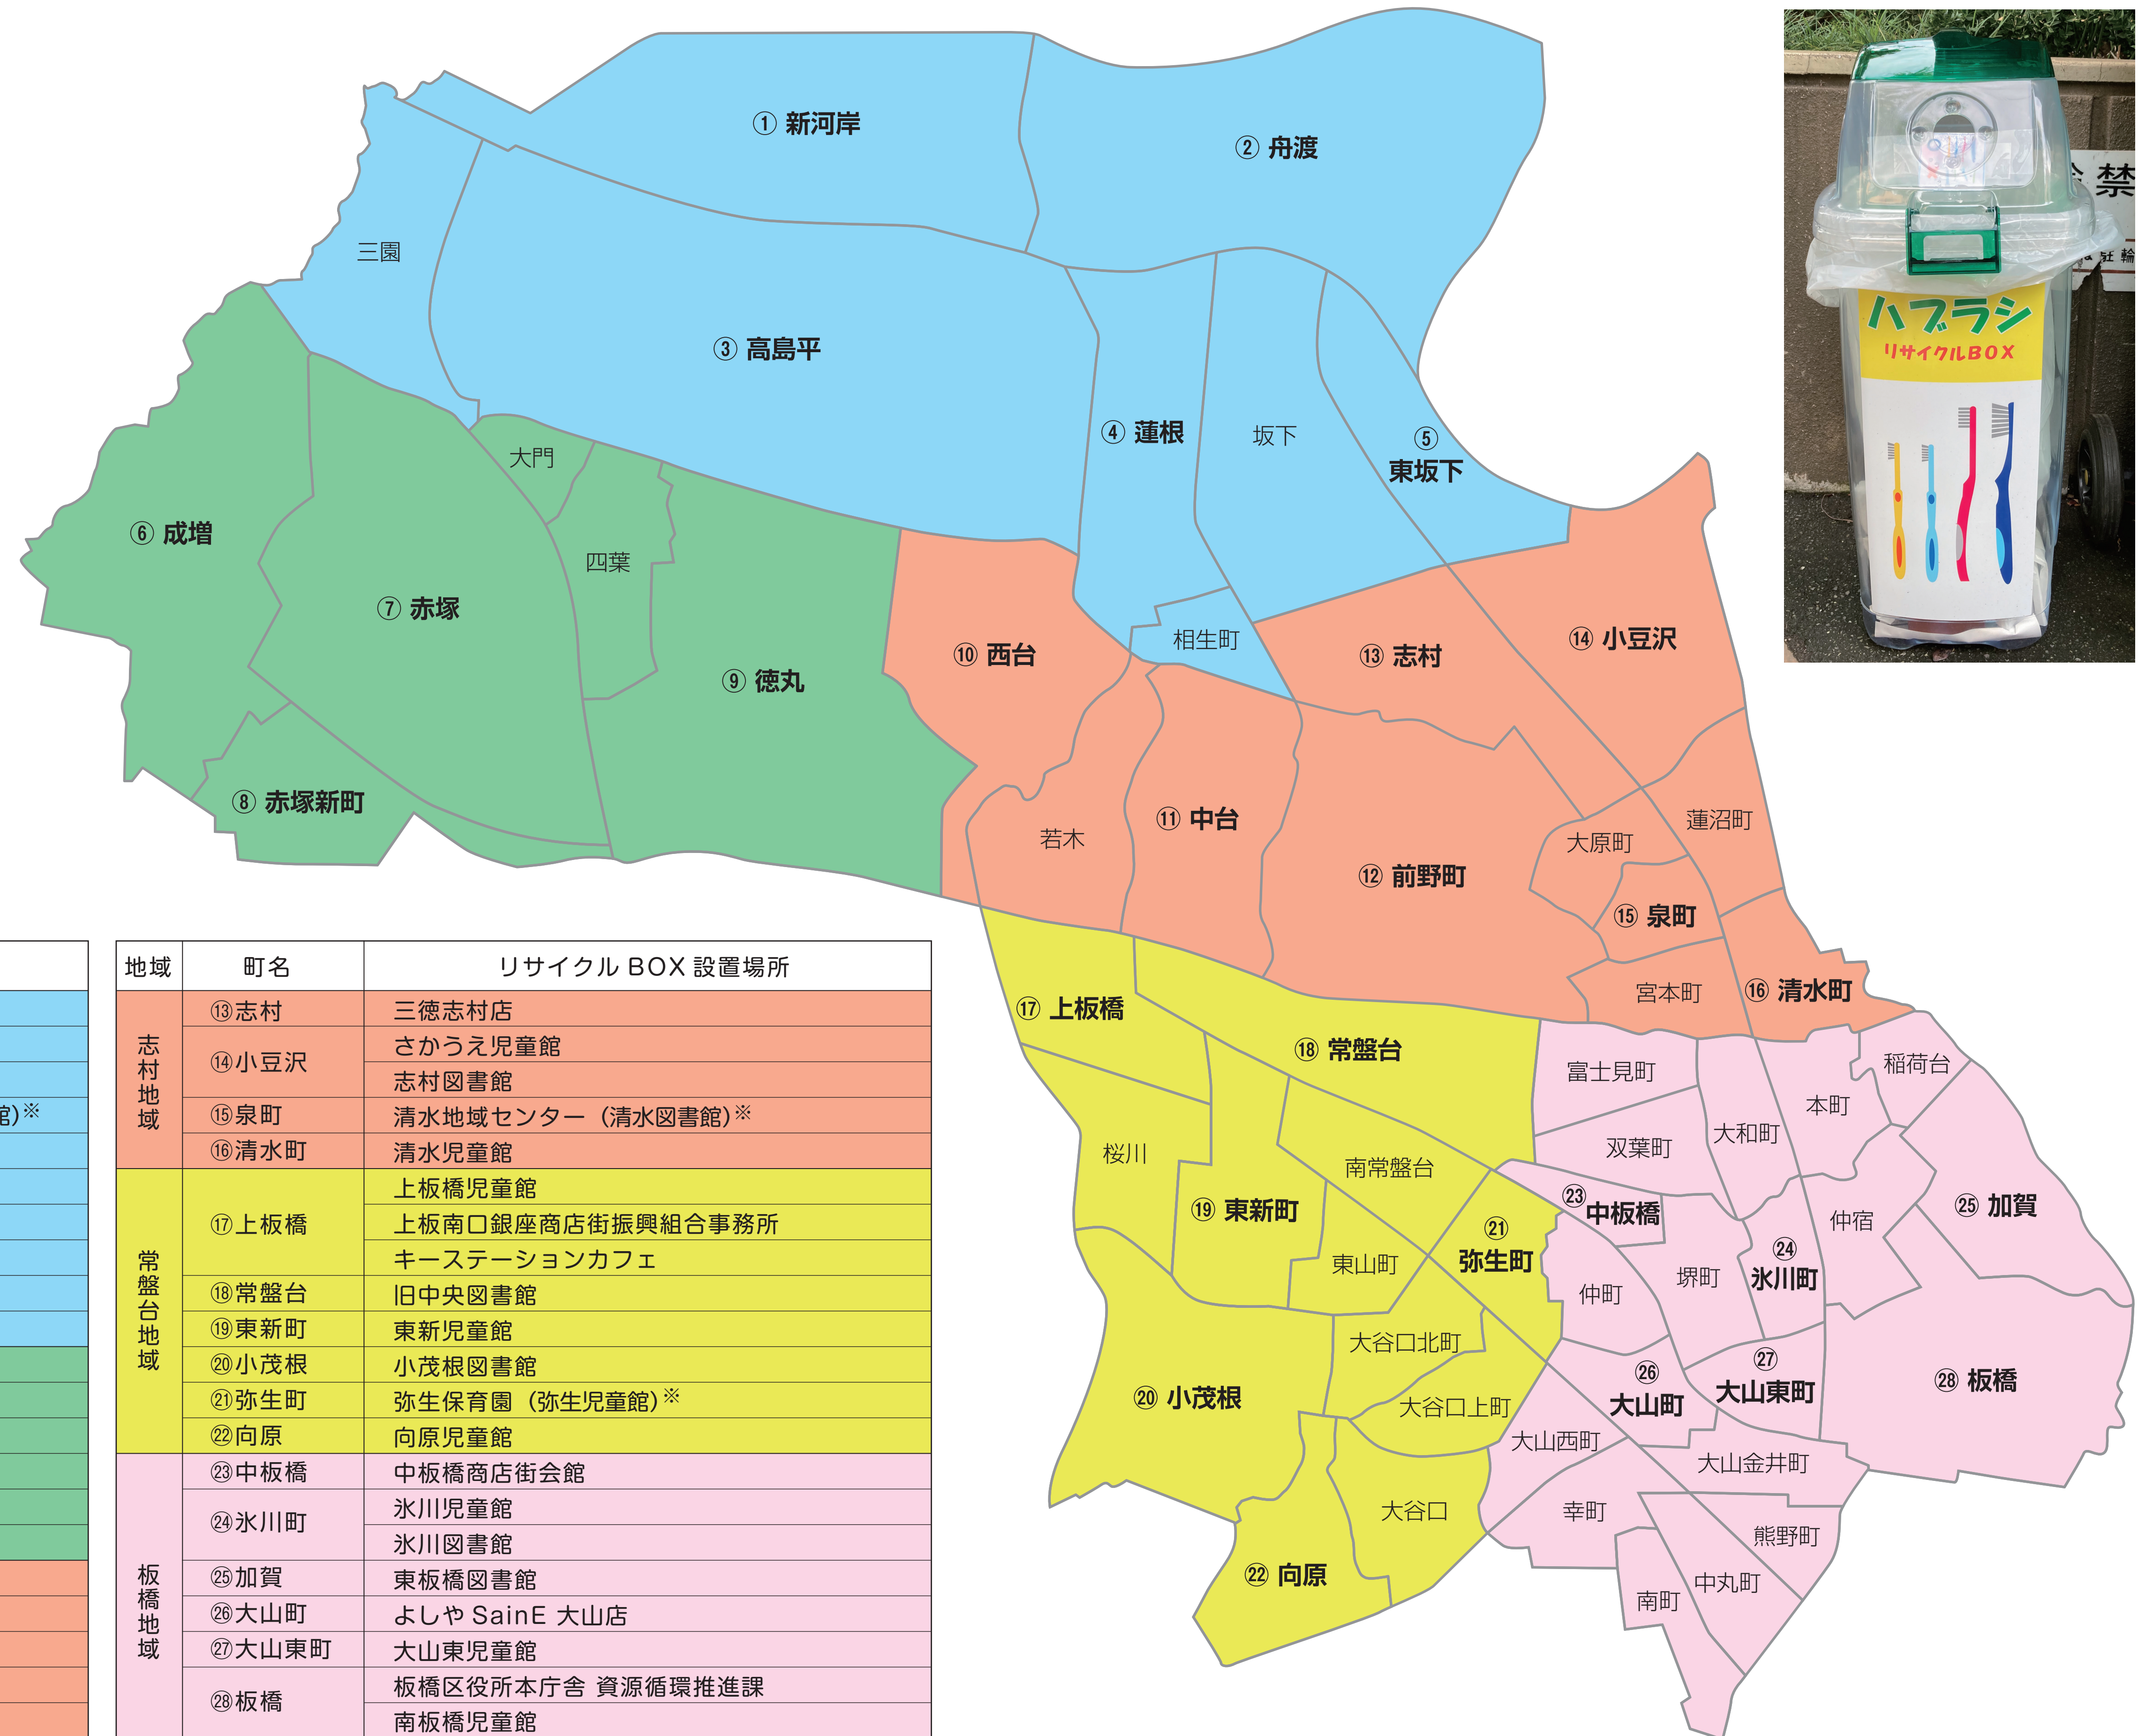 ① 新河岸
② 舟渡
三園
③ 高島平
④ 蓮根
坂下
⑤
東坂下
大門
⑥ 成増
四葉
⑦ 赤塚
相生町
⑩ 西台
⑬ 志村
⑭ 小豆沢
⑨ 徳丸
⑧ 赤塚新町
若木
⑪ 中台
⑫ 前野町
大原町
蓮沼町
⑮ 泉町
宮本町
⑯ 清水町
⑰ 上板橋
⑱ 常盤台
富士見町
稲荷台
本町
大和町
双葉町
桜川
南常盤台
⑲ 東新町
東山町
㉑
弥生町
㉓
中板橋
仲宿
㉕ 加賀
㉔
氷川町
堺町
仲町
大谷口北町
⑳ 小茂根
大谷口上町
㉖
大山町
㉗
大山東町
㉘ 板橋
大山西町
大山金井町
大谷口
幸町
熊野町
㉒ 向原
中丸町
南町
禁
駐輪
ハブラシ
リサイクルBOX
館)※
地域 町名 リサイクル BOX 設置場所
志村地域
⑬志村 三徳志村店
⑭小豆沢 さかうえ児童館
志村図書館
⑮泉町 清水地域センター (清水図書館)※
⑯清水町 清水児童館
常盤台地域
⑰上板橋 上板橋児童館
上板南口銀座商店街振興組合事務所
キーステーションカフェ
⑱常盤台 旧中央図書館
⑲東新町 東新児童館
⑳小茂根 小茂根図書館
㉑弥生町 弥生保育園 (弥生児童館)※
㉒向原 向原児童館
板橋地域
㉓中板橋 中板橋商店街会館
㉔氷川町 氷川児童館
氷川図書館
㉕加賀 東板橋図書館
㉖大山町 よしや SainE 大山店
㉗大山東町 大山東児童館
㉘板橋 板橋区役所本庁舎 資源循環推進課
南板橋児童館